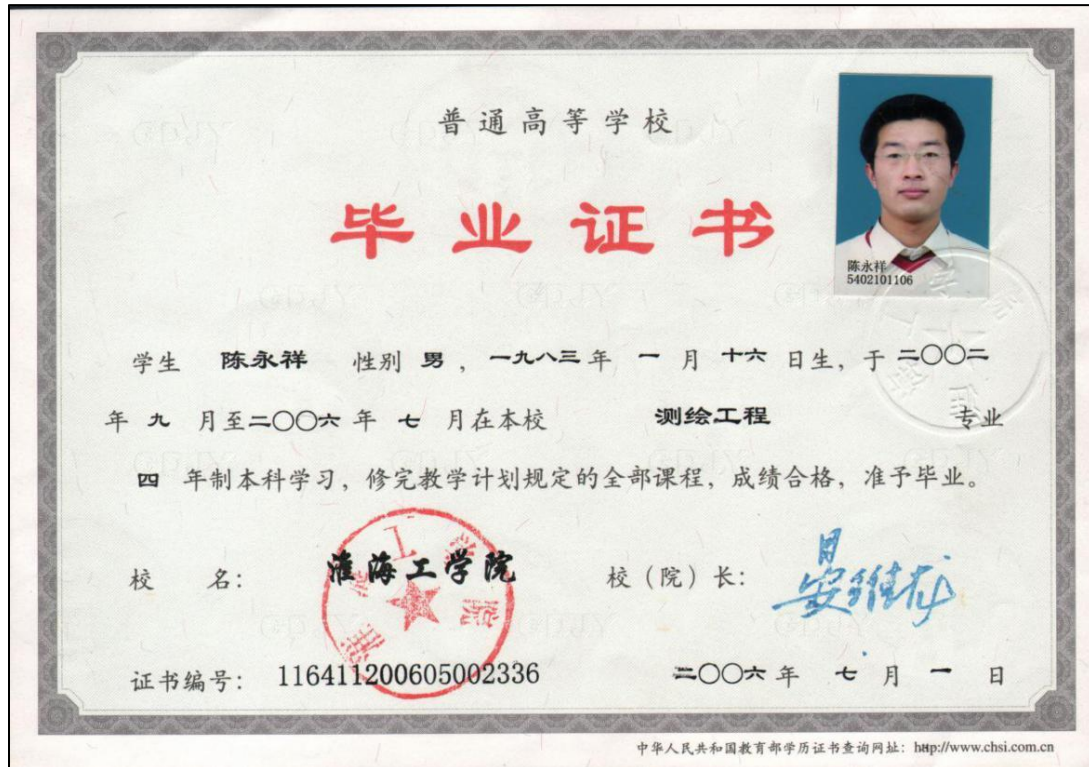 普通高等学校
毕业证书
陈永祥
5402101106
学生 陈永祥 性别 男，一九八三年 一 月 十六 日生，于 二〇〇二
年 九 月至二〇〇六 年 七 月在本校 测绘工程 专业
四 年制本科学习，修完教学计划规定的全部课程，成绩合格，准予毕业。
校 名： 淮海工学院 校（院）长： 晏维龙
证书编号： 116411200605002336 二〇〇六 年 七 月 一 日
中华人民共和国教育部学历证书查询网址：http://www.chsi.com.cn